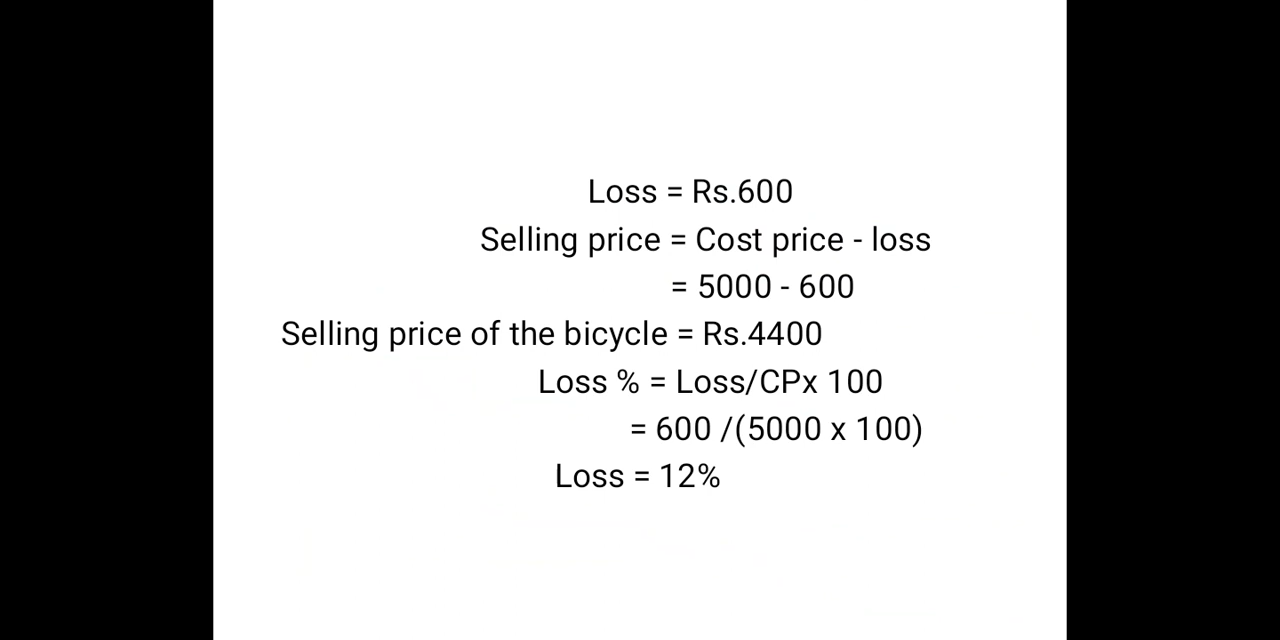 Loss = Rs.600
Selling price = Cost price - loss
= 5000 - 600
Selling price of the bicycle = Rs.4400
Loss % = Loss/CPx 100
= 600 /(5000 x 100)
Loss = 12%